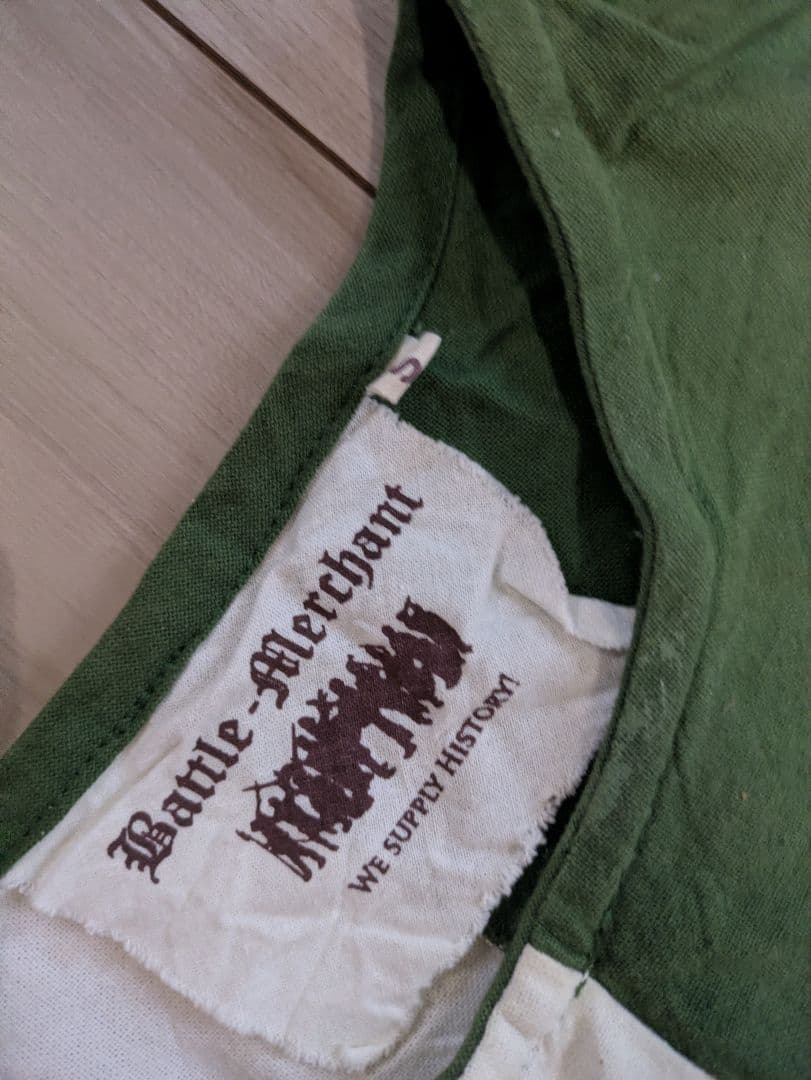 S
Battle-Merchant
WE SUPPLY HISTORY!